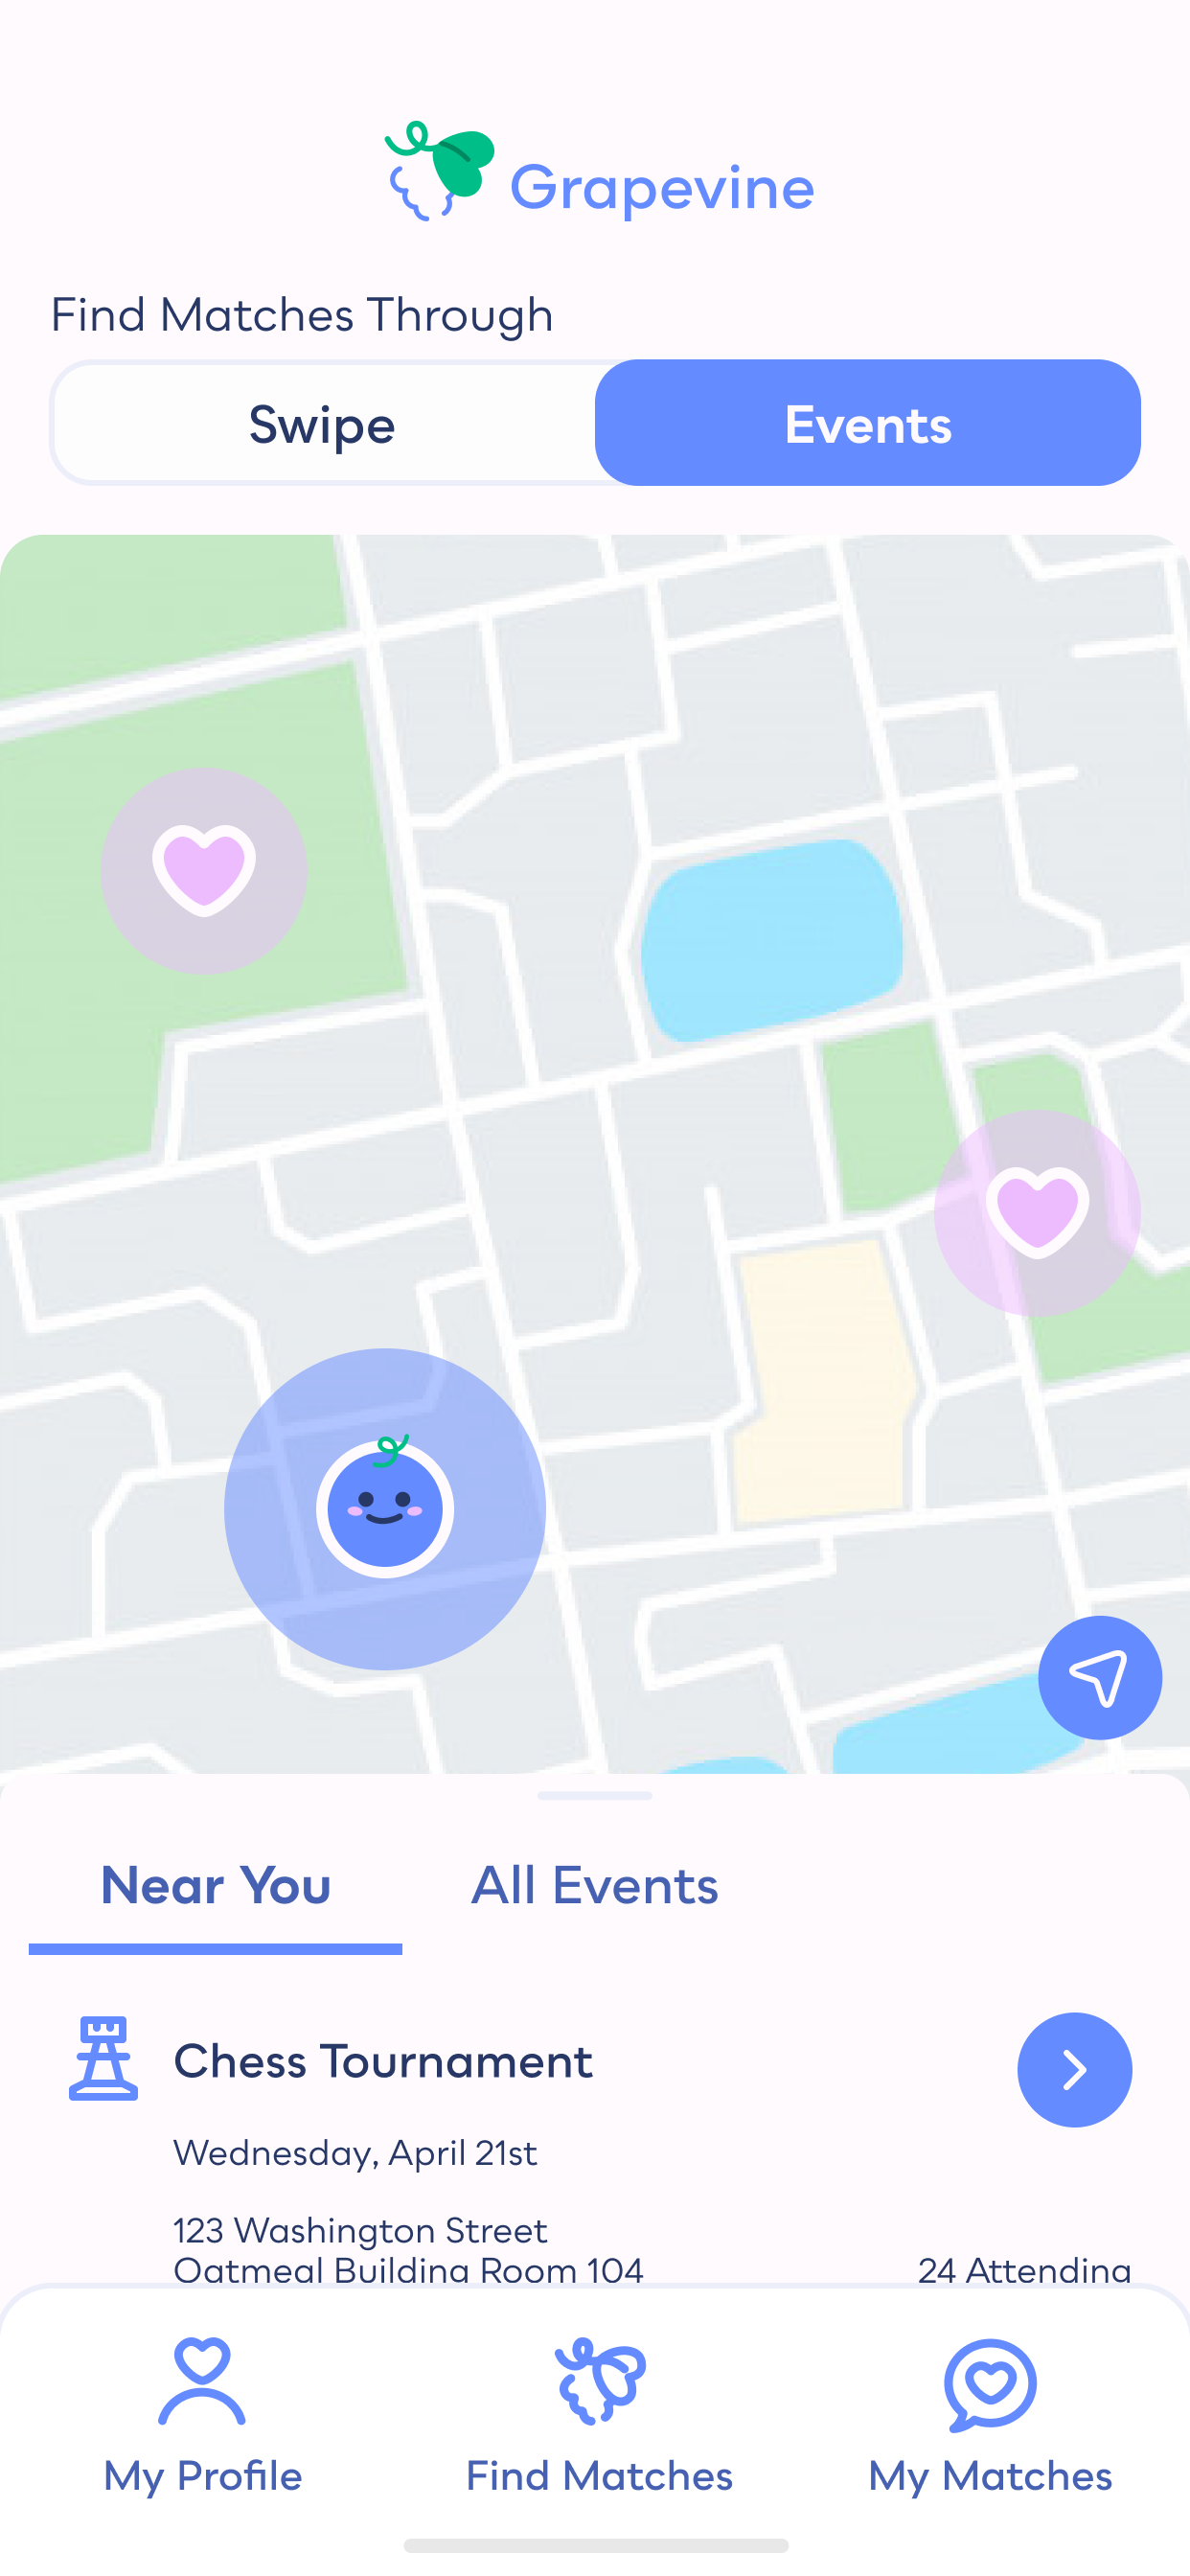 Grapevine
Find Matches Through
Swipe
Events
Near You
All Events
Chess Tournament
Wednesday, April 21st
123 Washington Street
Oatmeal Building Room 104
24 Attending
My Profile
Find Matches
My Matches